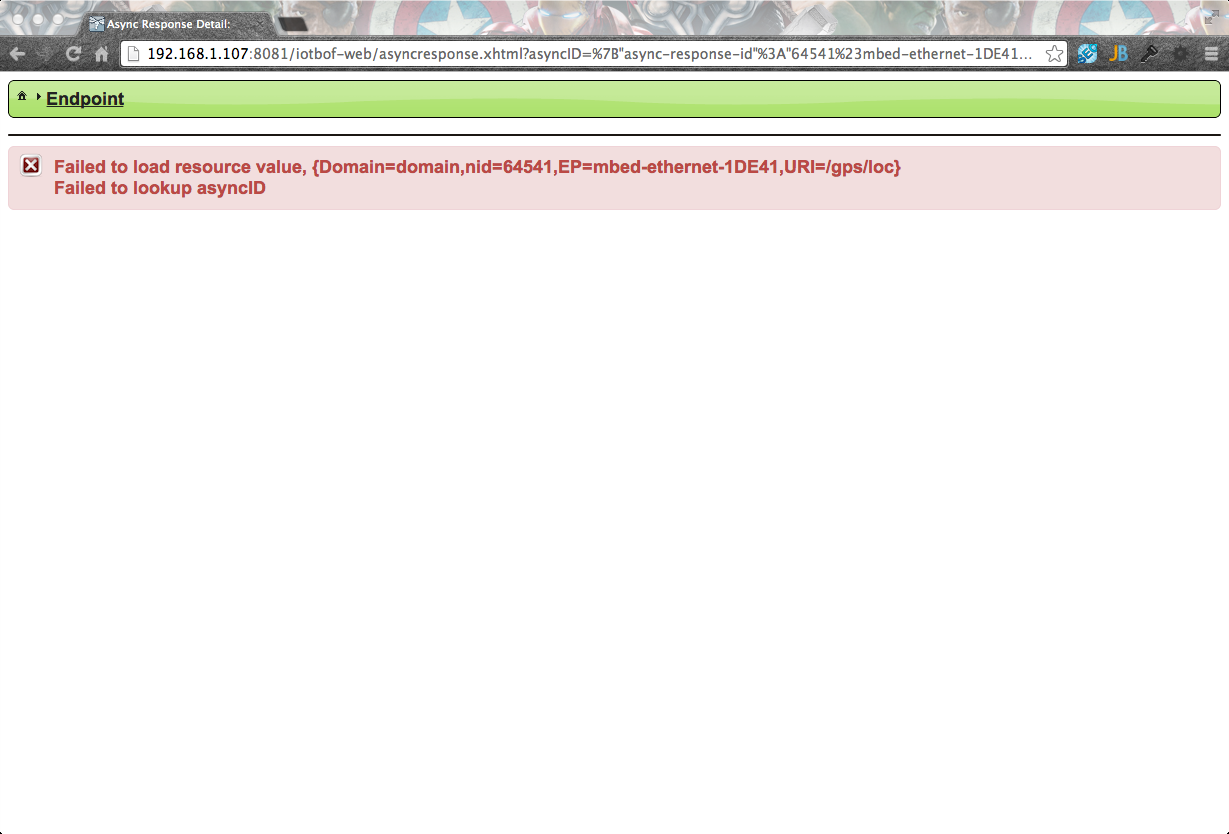 Async Response Detail:
192.168.1.107:8081/iotbof-web/asyncresponse.xhtml?asyncID=%7B"async-response-id"%3A"64541%23mbed-ethernet-1DE41...
JB
Endpoint
Failed to load resource value, {Domain=domain,nid=64541,EP=mbed-ethernet-1DE41,URI=/gps/loc}
Failed to lookup asyncID